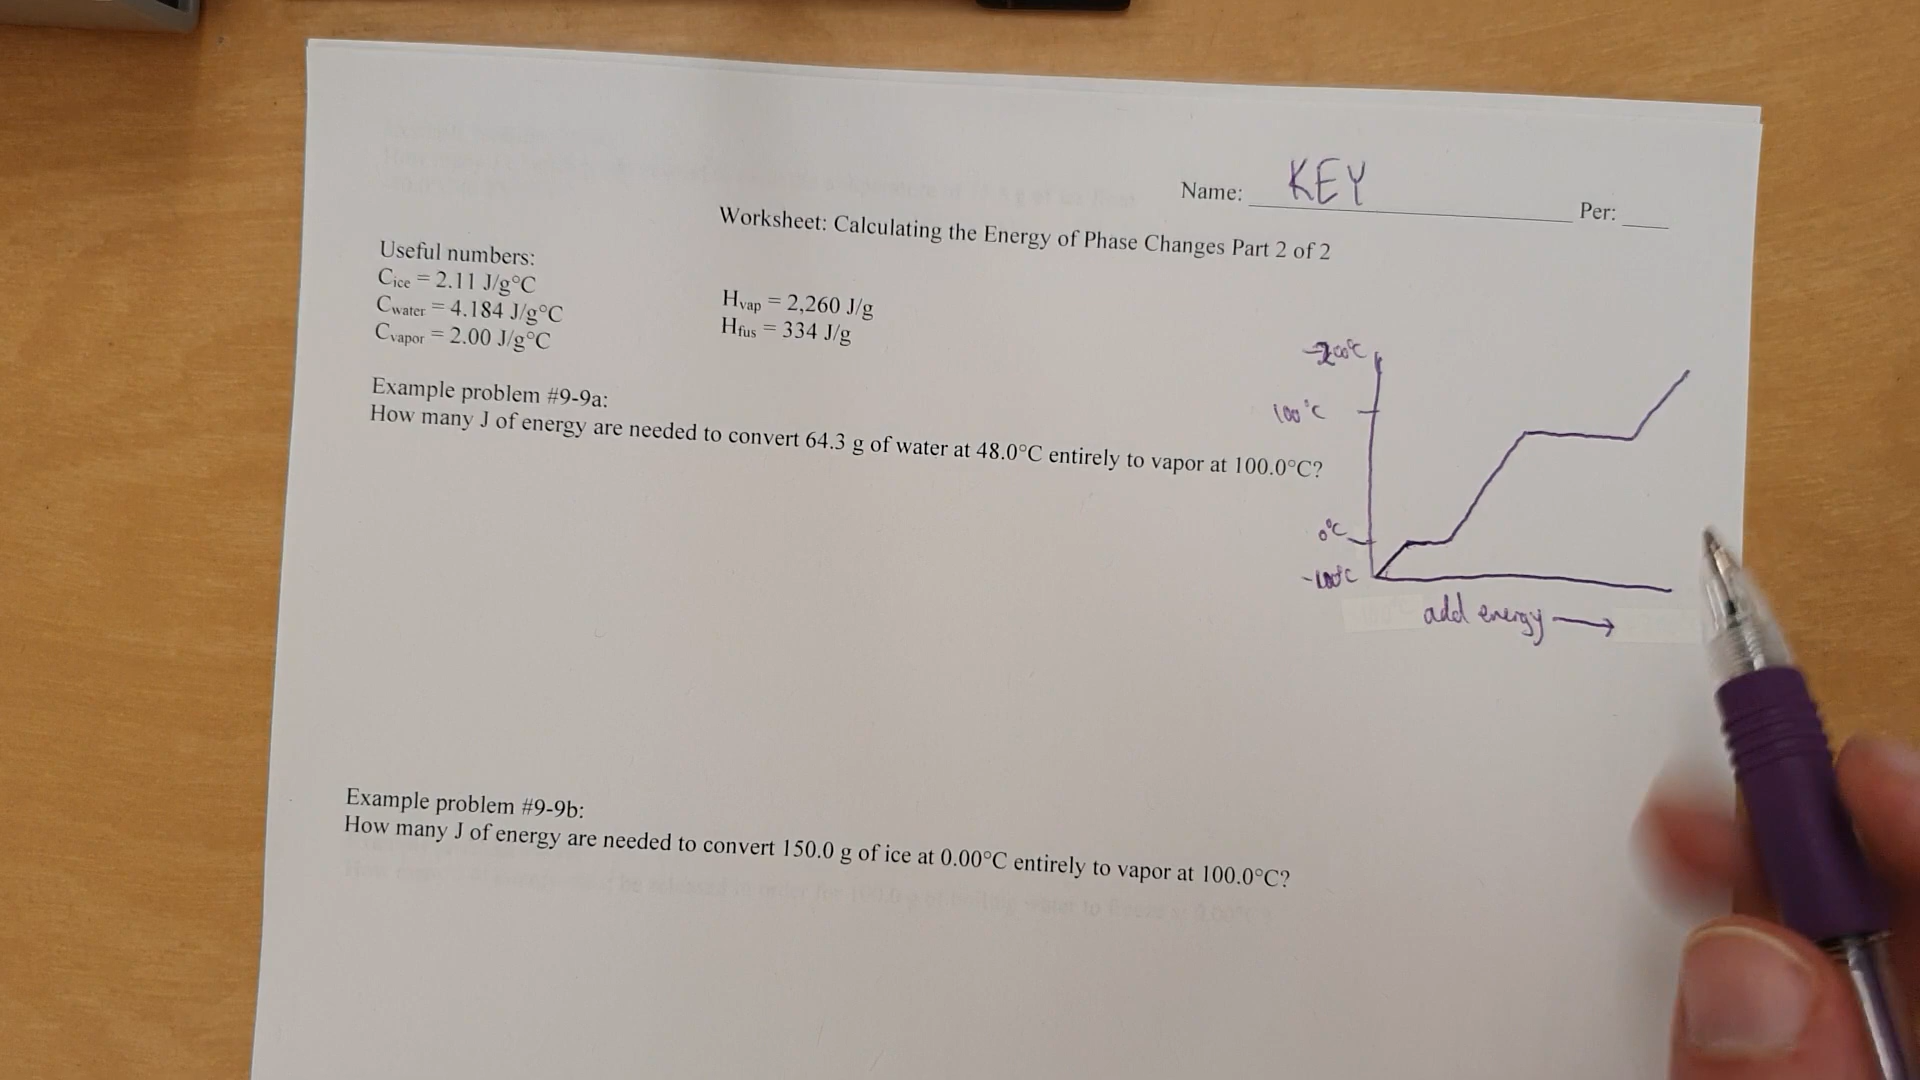 Name: KEY Per:
Worksheet: Calculating the Energy of Phase Changes Part 2 of 2
Useful numbers:
Cice = 2.11 J/g°C
Cwater = 4.184 J/g°C
Cvapor = 2.00 J/g°C
Hvap = 2,260 J/g
Hfus = 334 J/g
Example problem #9-9a:
How many J of energy are needed to convert 64.3 g of water at 48.0°C entirely to vapor at 100.0°C?
200°C
100°C
0°C
-100°C
add energy →
Example problem #9-9b:
How many J of energy are needed to convert 150.0 g of ice at 0.00°C entirely to vapor at 100.0°C?